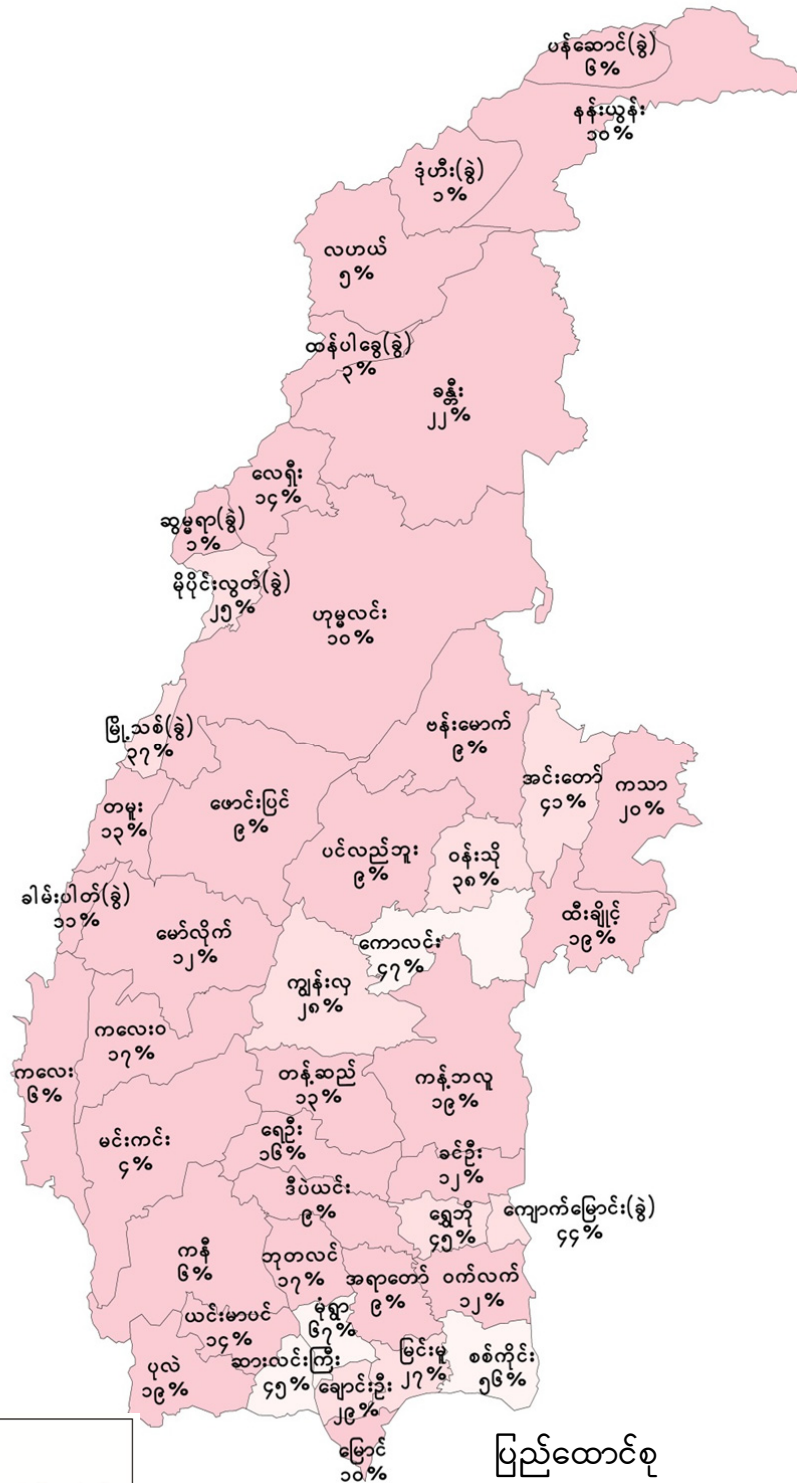 ပန်ဆောင်(ခွဲ)
၆%
နန်းယွန်း
၁၀%
ဒုံဟီး(ခွဲ)
၁%
လဟယ်
၅%
ထန်ပါခွေ(ခွဲ)
၃%
ခန္တီး
၂၂%
လေရှီး
၁၄%
ဆွမ္မရာ(ခွဲ)
၁%
မိုပိုင်းလွတ်(ခွဲ)
၂၅%
ဟုမ္မလင်း
၁၀%
ဗန်းမောက်
၉%
မြို့သစ်(ခွဲ)
၃၇%
အင်းတော်
၄၁%
ကသာ
၂၀%
တမူး
၁၃%
ဖောင်းပြင်
၉%
ပင်လည်ဘူး
၉%
ဝန်းသို
၃၈%
ခါမ်းပါတ်(ခွဲ)
၁၁%
မော်လိုက်
၁၂%
ကောလင်း
၄၇%
ထီးချိုင့်
၁၉%
ကျွန်းလှ
၂၈%
ကလေးဝ
၁၇%
ကလေး
၆%
တန့်ဆည်
၁၃%
ကန့်ဘလူ
၁၉%
မင်းကင်း
၄%
ရေဦး
၁၆%
ခင်ဦး
၁၂%
ဒီပဲယင်း
၉%
ရွှေဘို
၄၅%
ကျောက်မြောင်း(ခွဲ)
၄၄%
ကနီ
၆%
ဘုတလင်
၁၇%
အရာတော်
၉%
ဝက်လက်
၁၂%
ယင်းမာပင်
၁၄%
မုံရွာ
၆၇%
ပုလဲ
၁၉%
ဆားလင်းကြီး
၄၅%
ချောင်းဦး
၂၉%
မြင်းမူ
၂၇%
စစ်ကိုင်း
၅၆%
မြောင်
၁၀%
ပြည်ထောင်စု